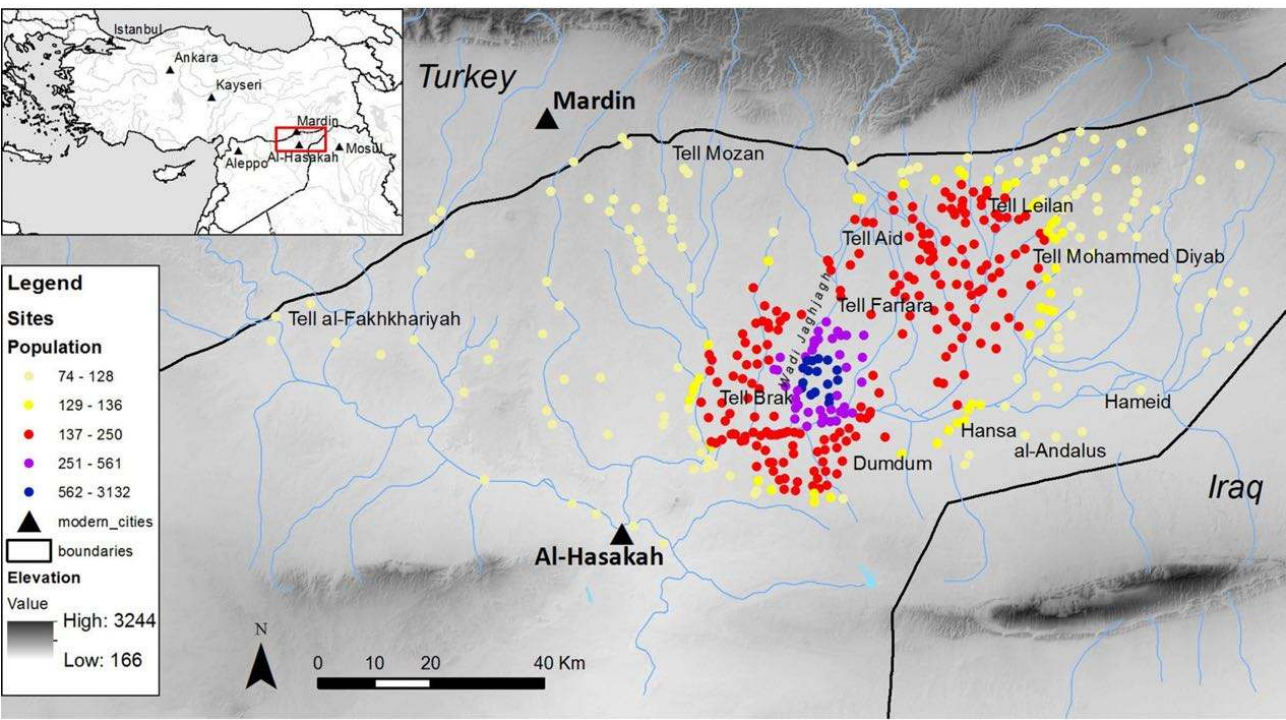 Istanbul
Ankara
Kayseri
Mardin
Aleppo
Al-Hasakah
Mosul
Turkey
Mardin
Tell Mozan
Tell Leilan
Tell Aid
Tell Mohammed Diyab
Wadi Jaghjagh
Tell Farfara
Tell al-Fakhkhariyah
Tell Brak
Hameid
Hansa
al-Andalus
Dumdum
Iraq
Al-Hasakah
Legend
Sites
Population
74 - 128
129 - 136
137 - 250
251 - 561
562 - 3132
modern_cities
boundaries
Elevation
Value
High: 3244
Low: 166
N
0 10 20 40 Km